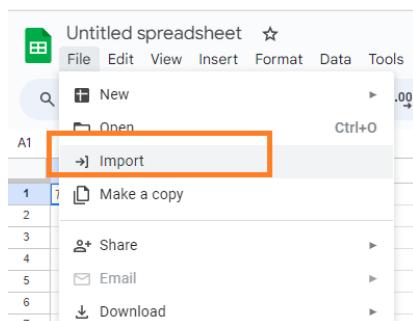 Untitled spreadsheet
File Edit View Insert Format Data Tools
New
.00
Open Ctrl+O
A1
Import
1
Make a copy
2
3
Share
4
5
Email
6
Download